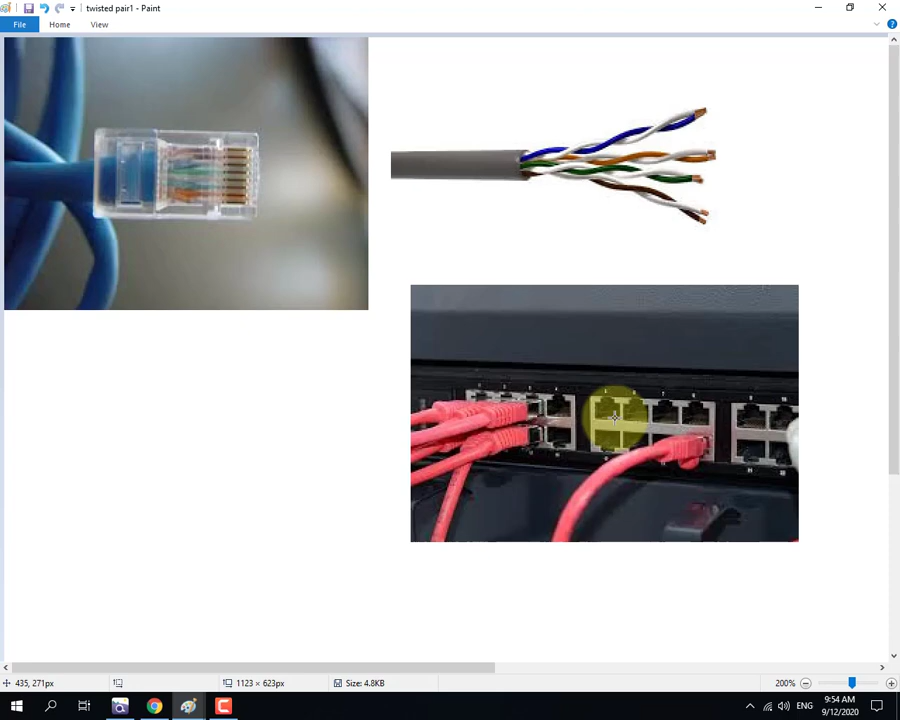 twisted pair1 - Paint
File Home View
435, 271px 1123 × 623px Size: 4.8KB 200%
ENG 9:54 AM
9/12/2020